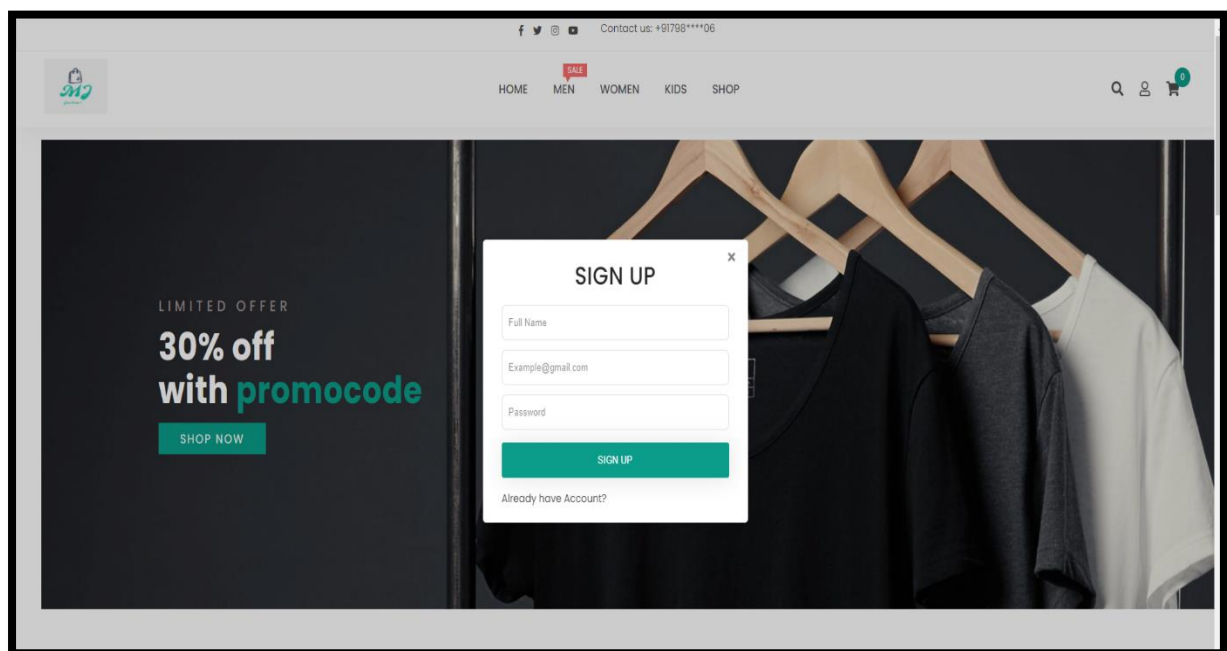 Contact us: +91798****06
SALE
MJ
HOME MEN WOMEN KIDS SHOP
0
SIGN UP
x
Full Name
Example@gmail.com
Password
SIGN UP
Already have Account?
LIMITED OFFER
30% off
with promocode
SHOP NOW